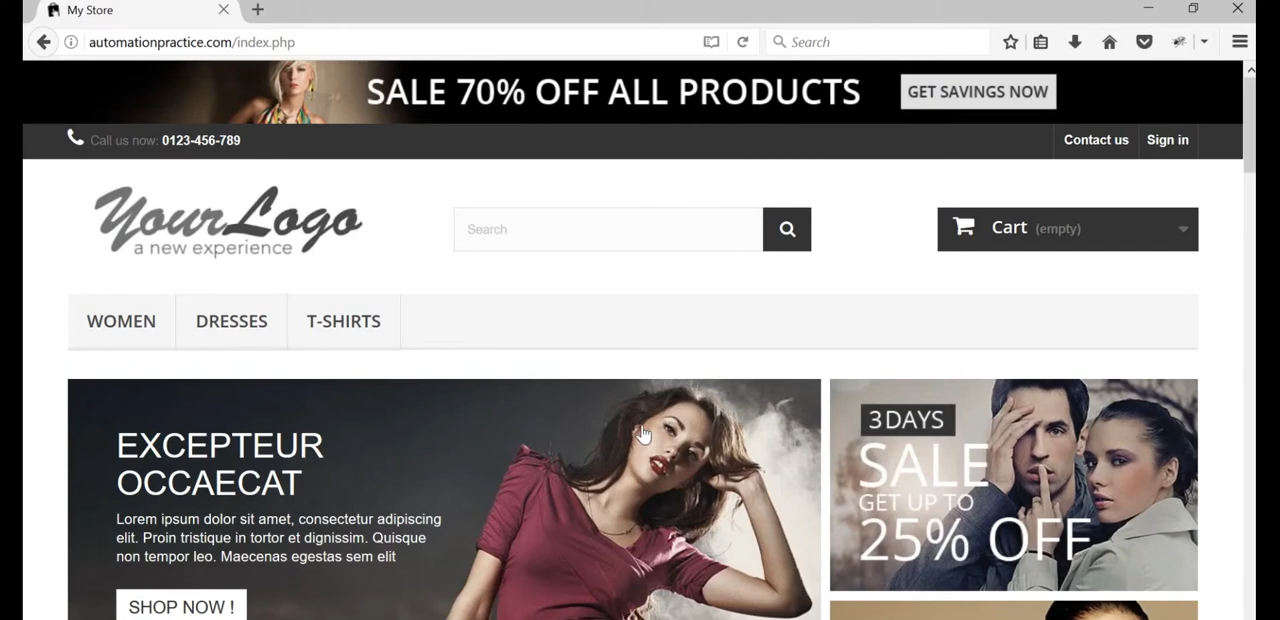 My Store
automationpractice.com/index.php
Search
SALE 70% OFF ALL PRODUCTS
GET SAVINGS NOW
Call us now: 0123-456-789
Contact us
Sign in
YourLogo
a new experience
Search
Cart (empty)
WOMEN
DRESSES
T-SHIRTS
EXCEPTEUR
OCCAECAT
Lorem ipsum dolor sit amet, consectetur adipiscing
elit. Proin tristique in tortor et dignissim. Quisque
non tempor leo. Maecenas egestas sem elit
SHOP NOW !
3 DAYS
SALE
GET UP TO
25% OFF